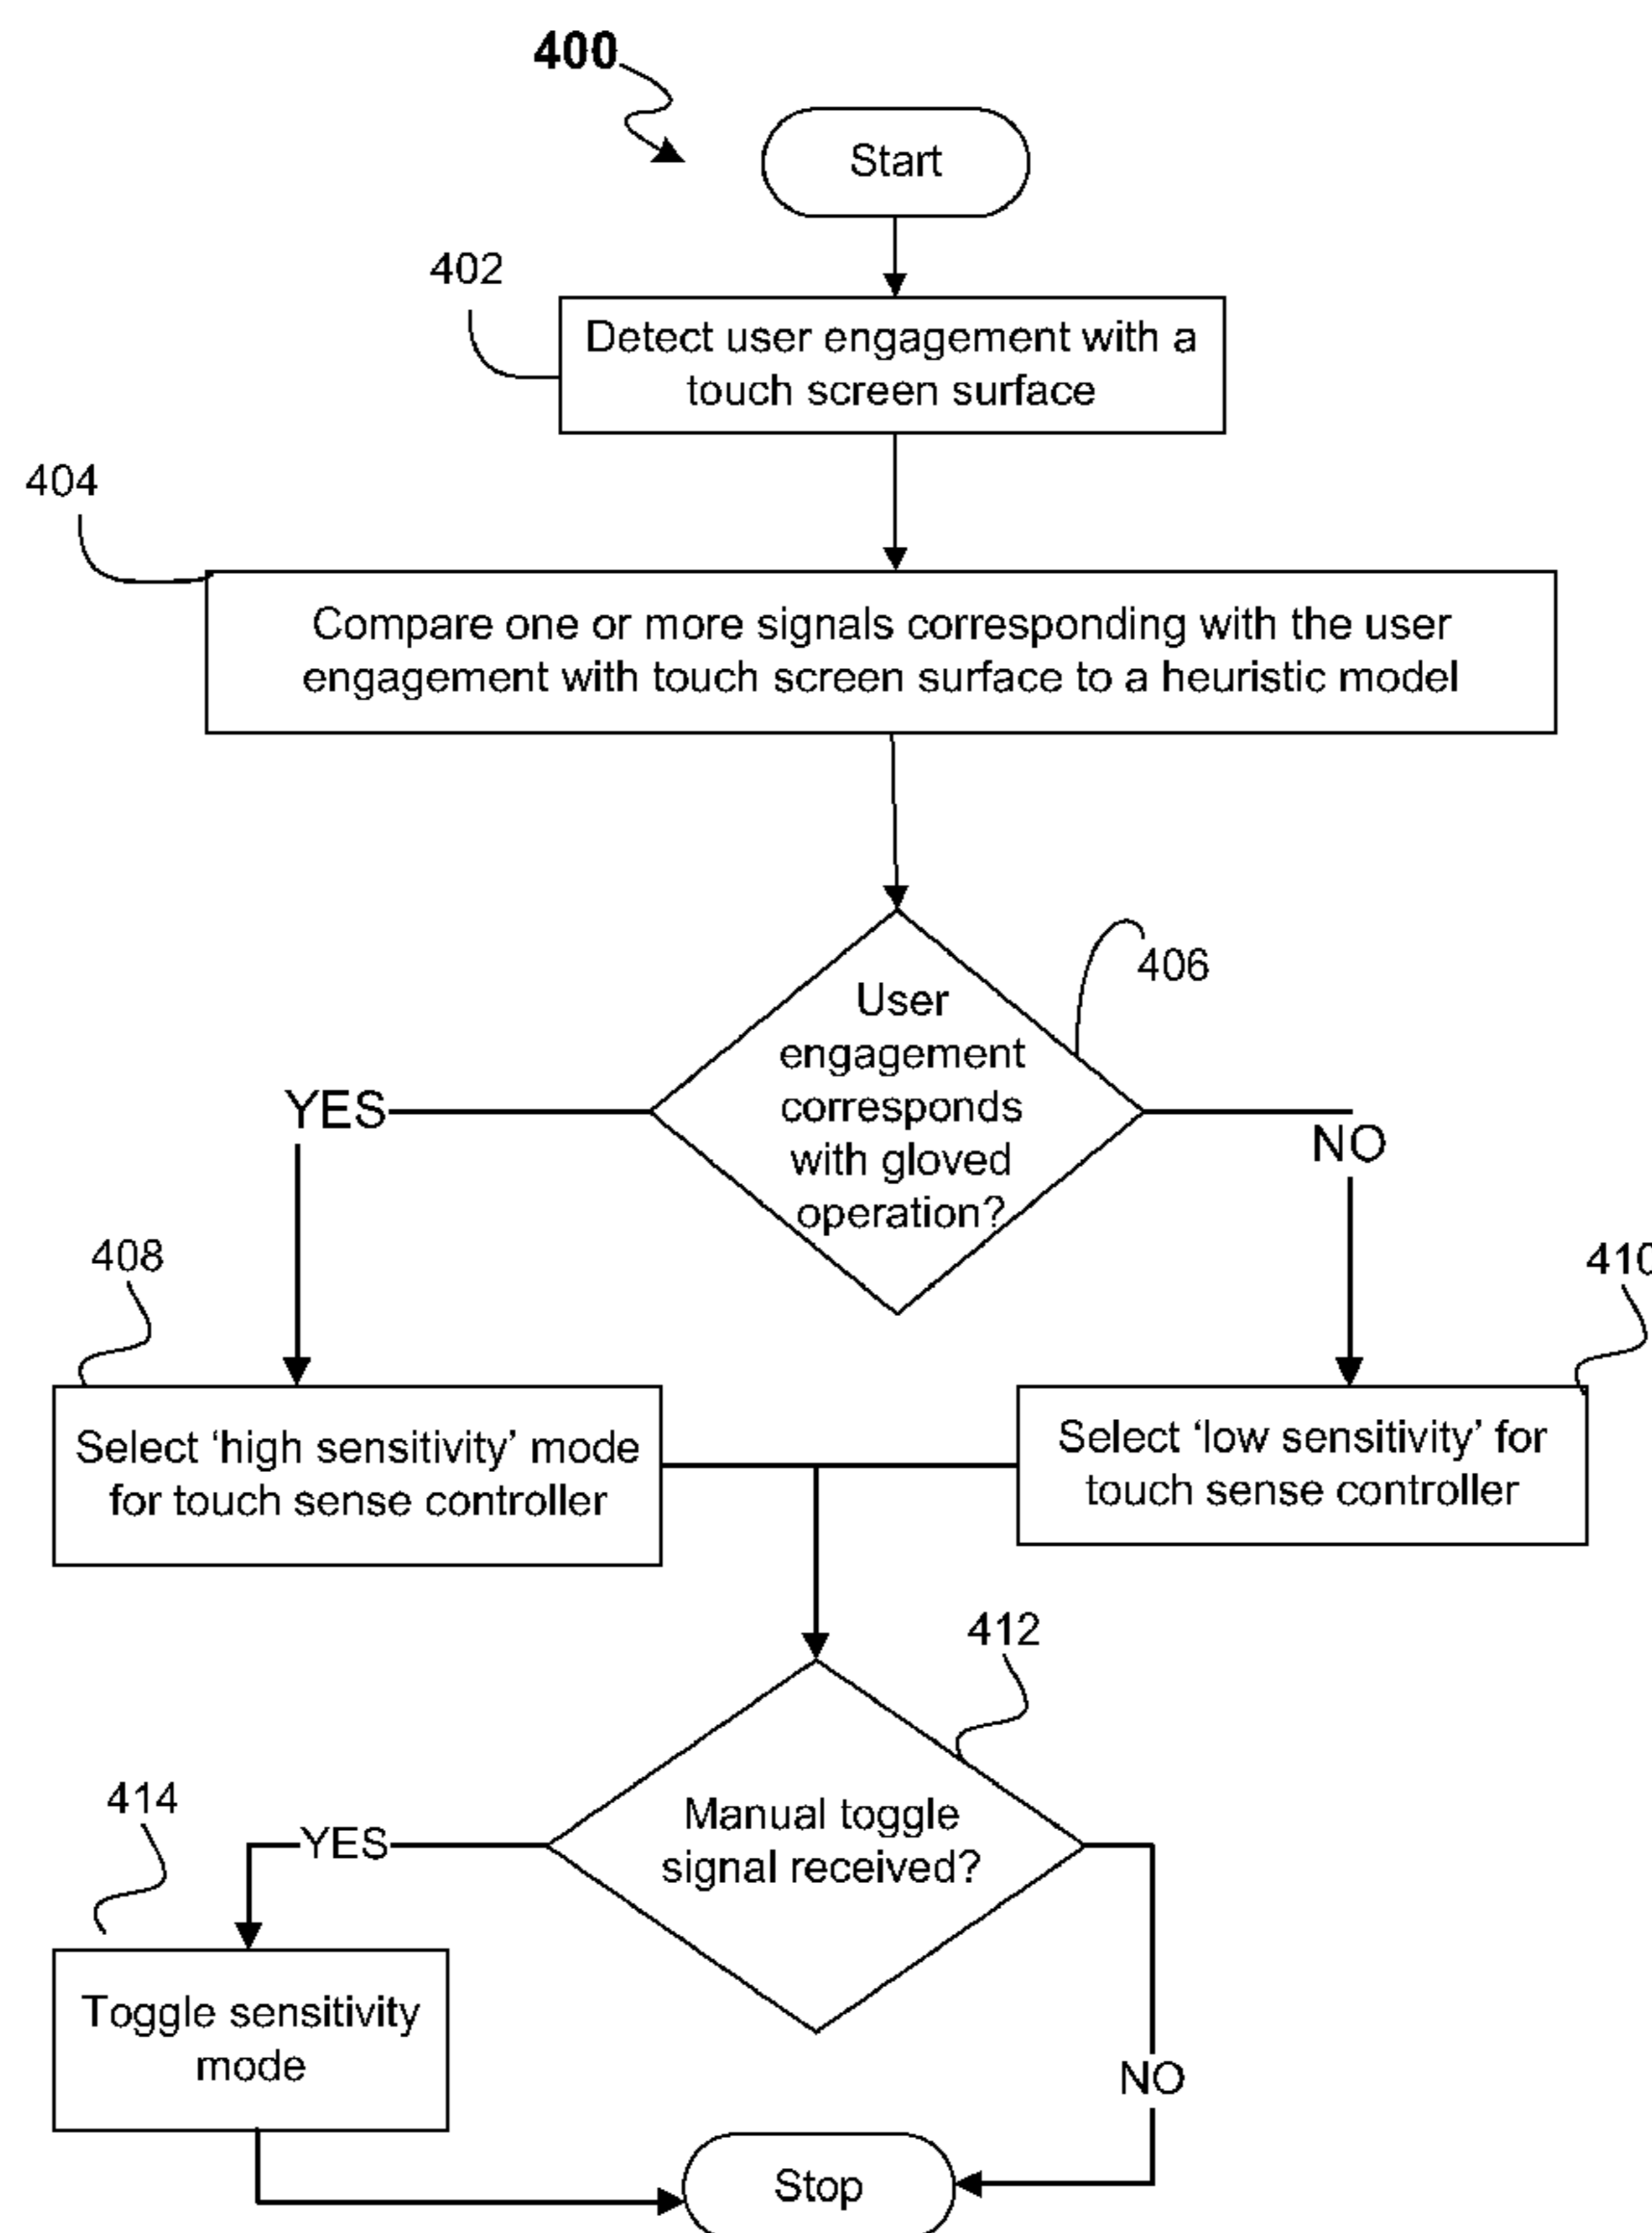 400
Start
402
Detect user engagement with a
touch screen surface
404
Compare one or more signals corresponding with the user
engagement with touch screen surface to a heuristic model
406
User
engagement
corresponds
with gloved
operation?
YES
NO
408
410
Select ‘high sensitivity’ mode
for touch sense controller
Select ‘low sensitivity’ for
touch sense controller
412
Manual toggle
signal received?
414
YES
Toggle sensitivity
mode
NO
Stop